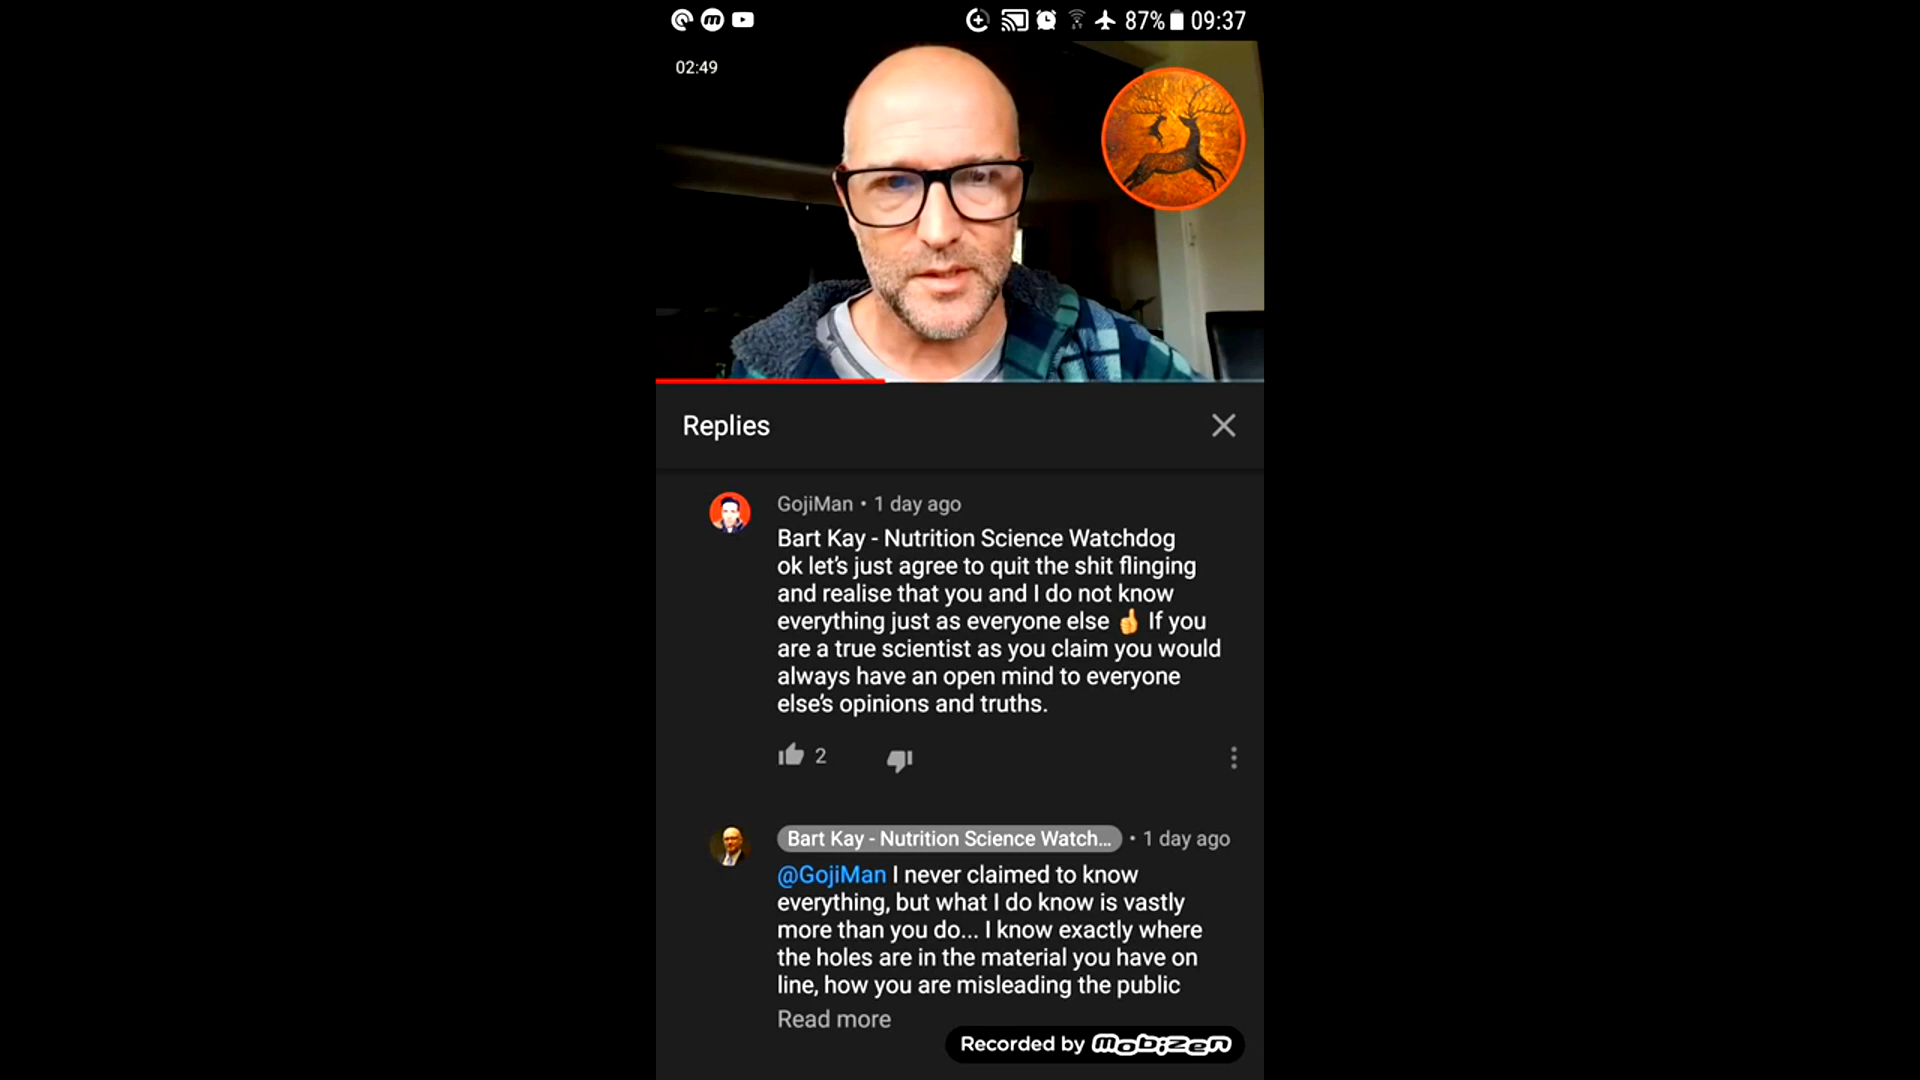 87% 09:37
02:49
Replies
GojiMan • 1 day ago
Bart Kay - Nutrition Science Watchdog
ok let's just agree to quit the shit flinging
and realise that you and I do not know
everything just as everyone else ☝ If you
are a true scientist as you claim you would
always have an open mind to everyone
else's opinions and truths.
2
Bart Kay - Nutrition Science Watch... • 1 day ago
@GojiMan I never claimed to know
everything, but what I do know is vastly
more than you do... I know exactly where
the holes are in the material you have on
line, how you are misleading the public
Read more
Recorded by mobizen